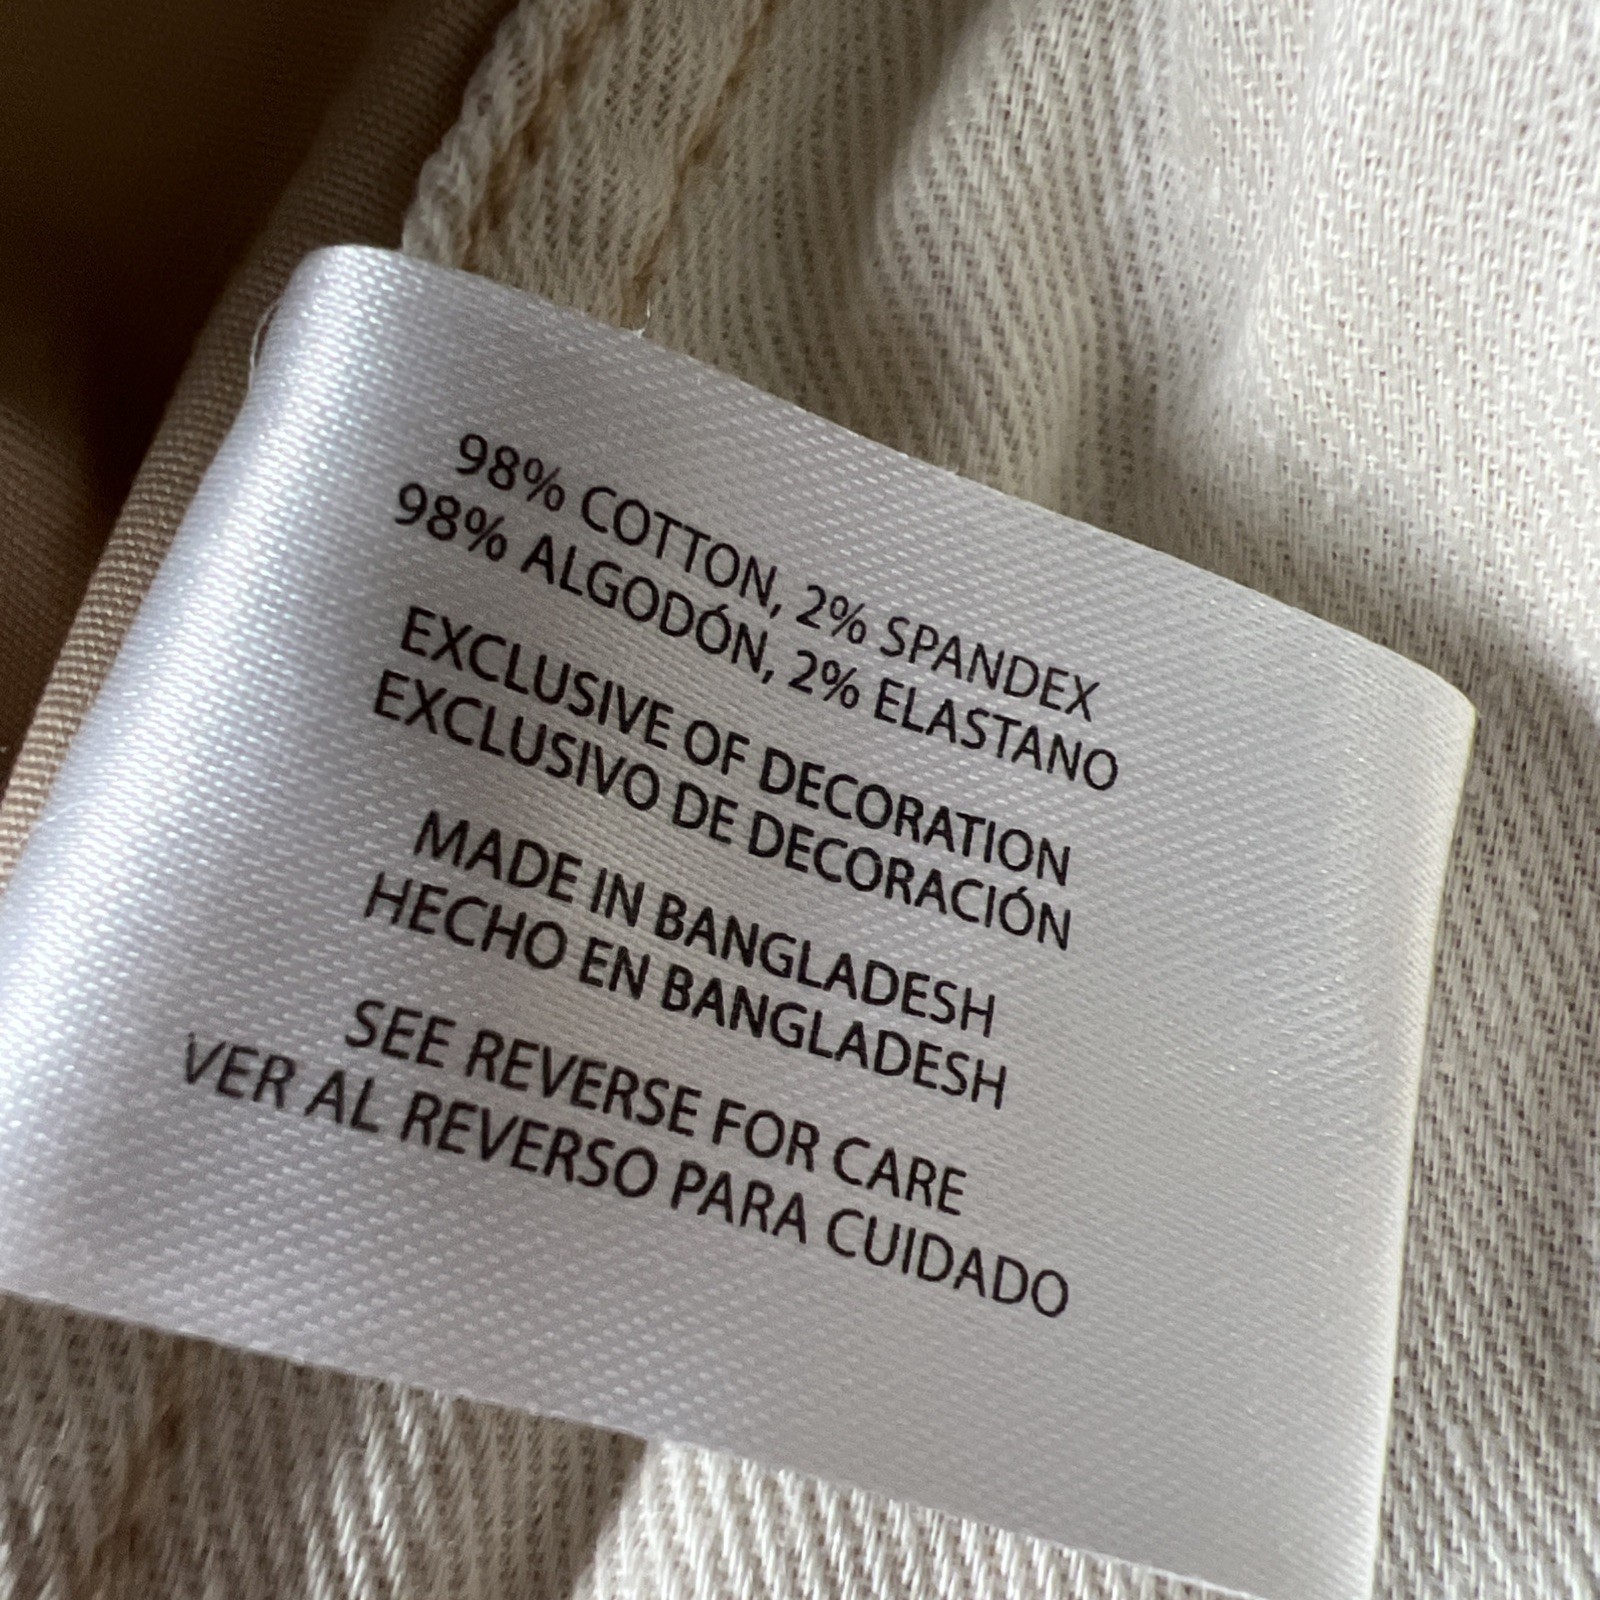 98% COTTON, 2% SPANDEX
98% ALGODÓN, 2% ELASTANO
EXCLUSIVE OF DECORATION
EXCLUSIVO DE DECORACIÓN
MADE IN BANGLADESH
HECHO EN BANGLADESH
SEE REVERSE FOR CARE
VER AL REVERSO PARA CUIDADO